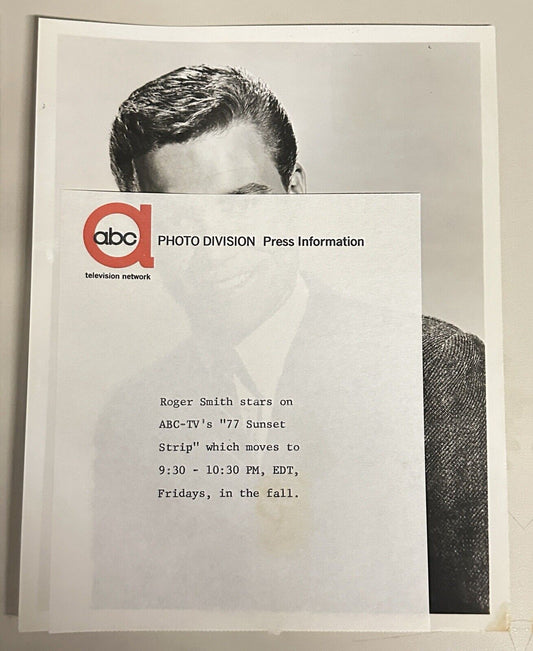 abc PHOTO DIVISION Press Information
television network
Roger Smith stars on
ABC-TV's "77 Sunset
Strip" which moves to
9:30 - 10:30 PM, EDT,
Fridays, in the fall.